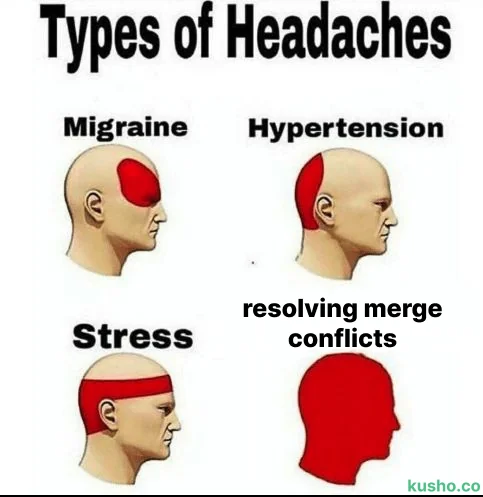 Types of Headaches
Migraine
Hypertension
Stress
resolving merge
conflicts
kusho.co